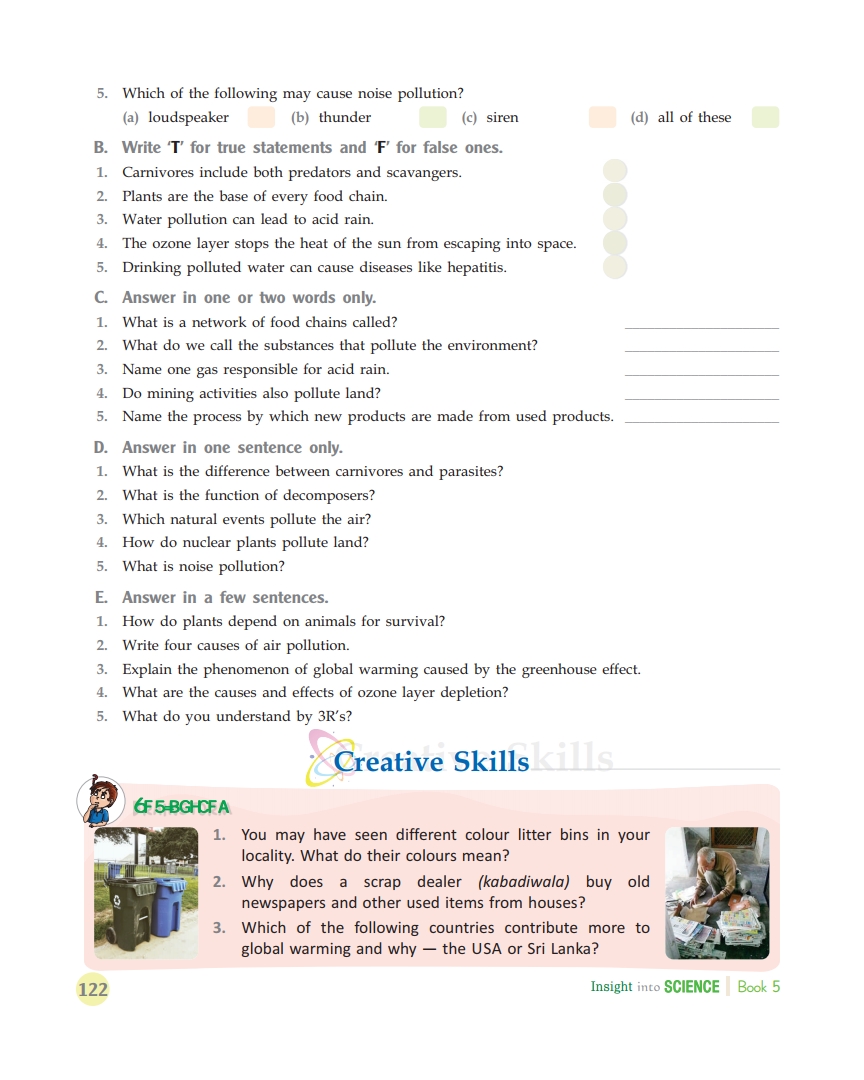 5. Which of the following may cause noise pollution?
(a) loudspeaker (b) thunder (c) siren (d) all of these
B. Write 'T' for true statements and 'F' for false ones.
1. Carnivores include both predators and scavangers.
2. Plants are the base of every food chain.
3. Water pollution can lead to acid rain.
4. The ozone layer stops the heat of the sun from escaping into space.
5. Drinking polluted water can cause diseases like hepatitis.
C. Answer in one or two words only.
1. What is a network of food chains called?
2. What do we call the substances that pollute the environment?
3. Name one gas responsible for acid rain.
4. Do mining activities also pollute land?
5. Name the process by which new products are made from used products.
D. Answer in one sentence only.
1. What is the difference between carnivores and parasites?
2. What is the function of decomposers?
3. Which natural events pollute the air?
4. How do nuclear plants pollute land?
5. What is noise pollution?
E. Answer in a few sentences.
1. How do plants depend on animals for survival?
2. Write four causes of air pollution.
3. Explain the phenomenon of global warming caused by the greenhouse effect.
4. What are the causes and effects of ozone layer depletion?
5. What do you understand by 3R's?
Creative Skills
1. You may have seen different colour litter bins in your
locality. What do their colours mean?
2. Why does a scrap dealer (kabadiwala) buy old
newspapers and other used items from houses?
3. Which of the following countries contribute more to
global warming and why — the USA or Sri Lanka?
122
Insight into SCIENCE Book 5